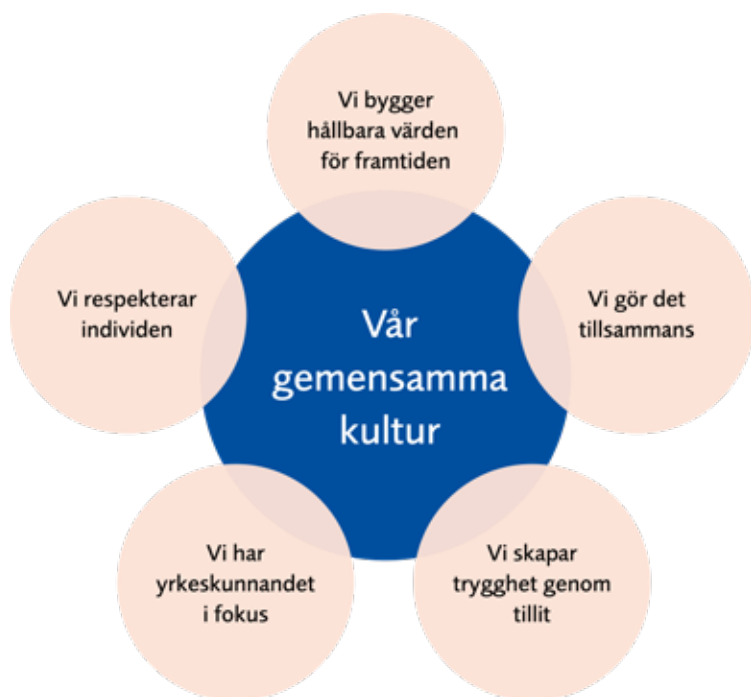 Vi bygger
hållbara värden
för framtiden
Vi respekterar
individen
Vi gör det
tillsammans
Vår
gemensamma
kultur
Vi har
yrkeskunnandet
i fokus
Vi skapar
trygghet genom
tillit